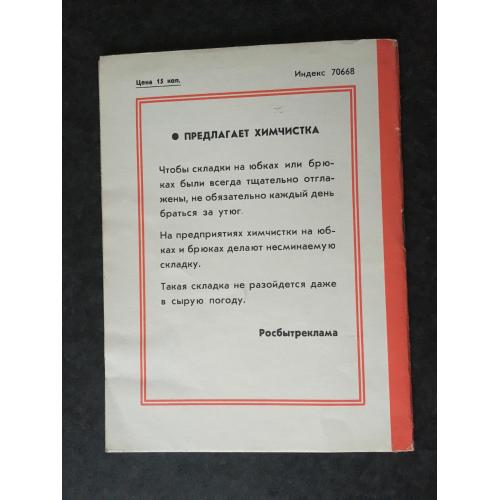 Цена 15 коп.
Индекс 70668
● ПРЕДЛАГАЕТ ХИМЧИСТКА
Чтобы складки на юбках или брю-
ках были всегда тщательно отгла-
жены, не обязательно каждый день
браться за утюг.
На предприятиях химчистки на юб-
ках и брюках делают несминаемую
складку.
Такая складка не разойдется даже
в сырую погоду.
Росбытреклама